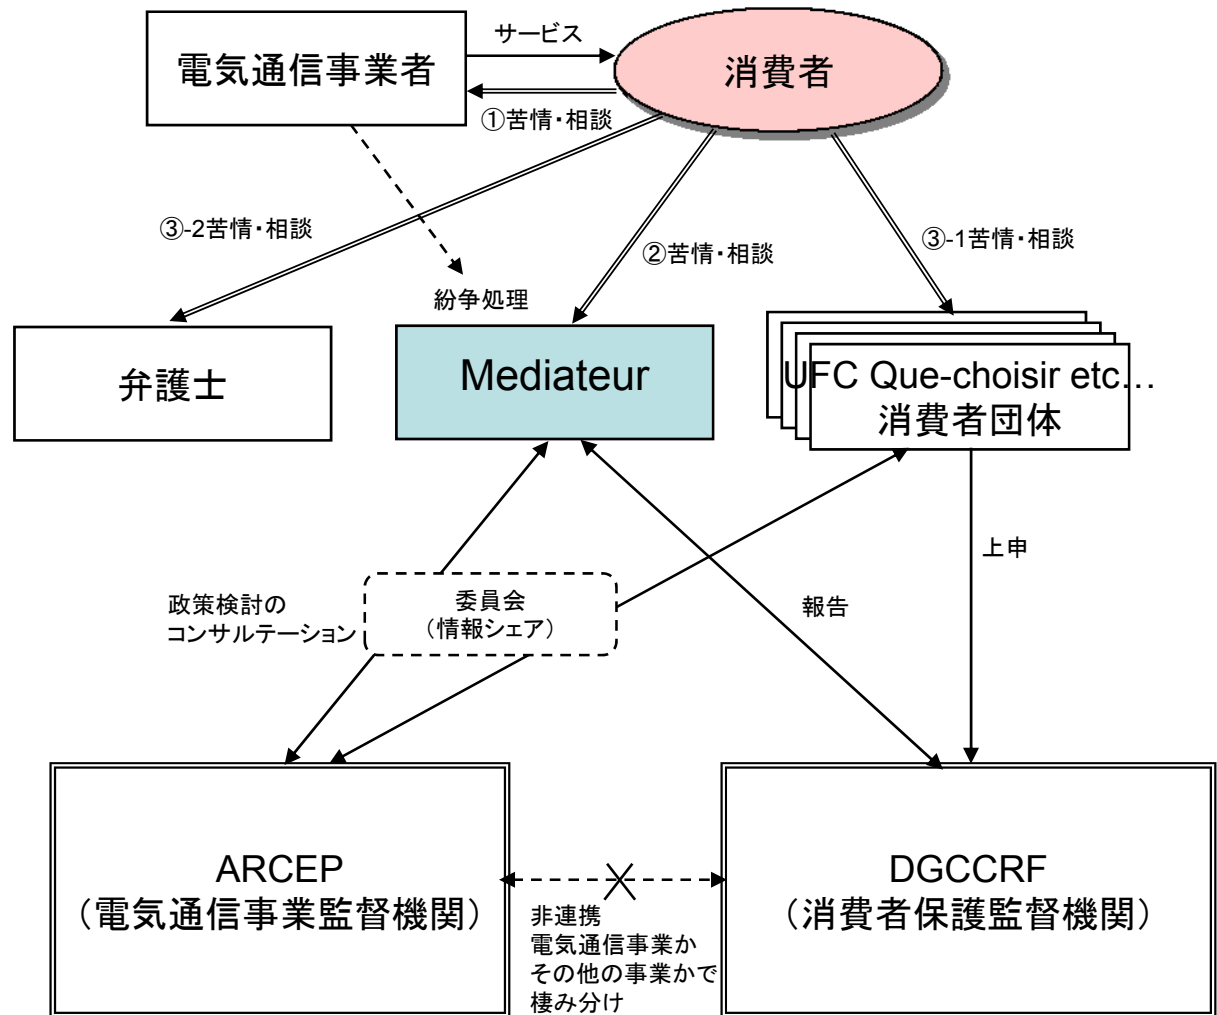 サービス
電気通信事業者
消費者
①苦情・相談
③-2苦情・相談
③-1苦情・相談
②苦情・相談
紛争処理
弁護士
Mediateur
UFC Que-choisir etc…
消費者団体
上申
政策検討の
コンサルテーション
委員会
（情報シェア）
報告
ARCEP
（電気通信事業監督機関）
DGCCRF
（消費者保護監督機関）
非連携
電気通信事業か
その他の事業かで
棲み分け